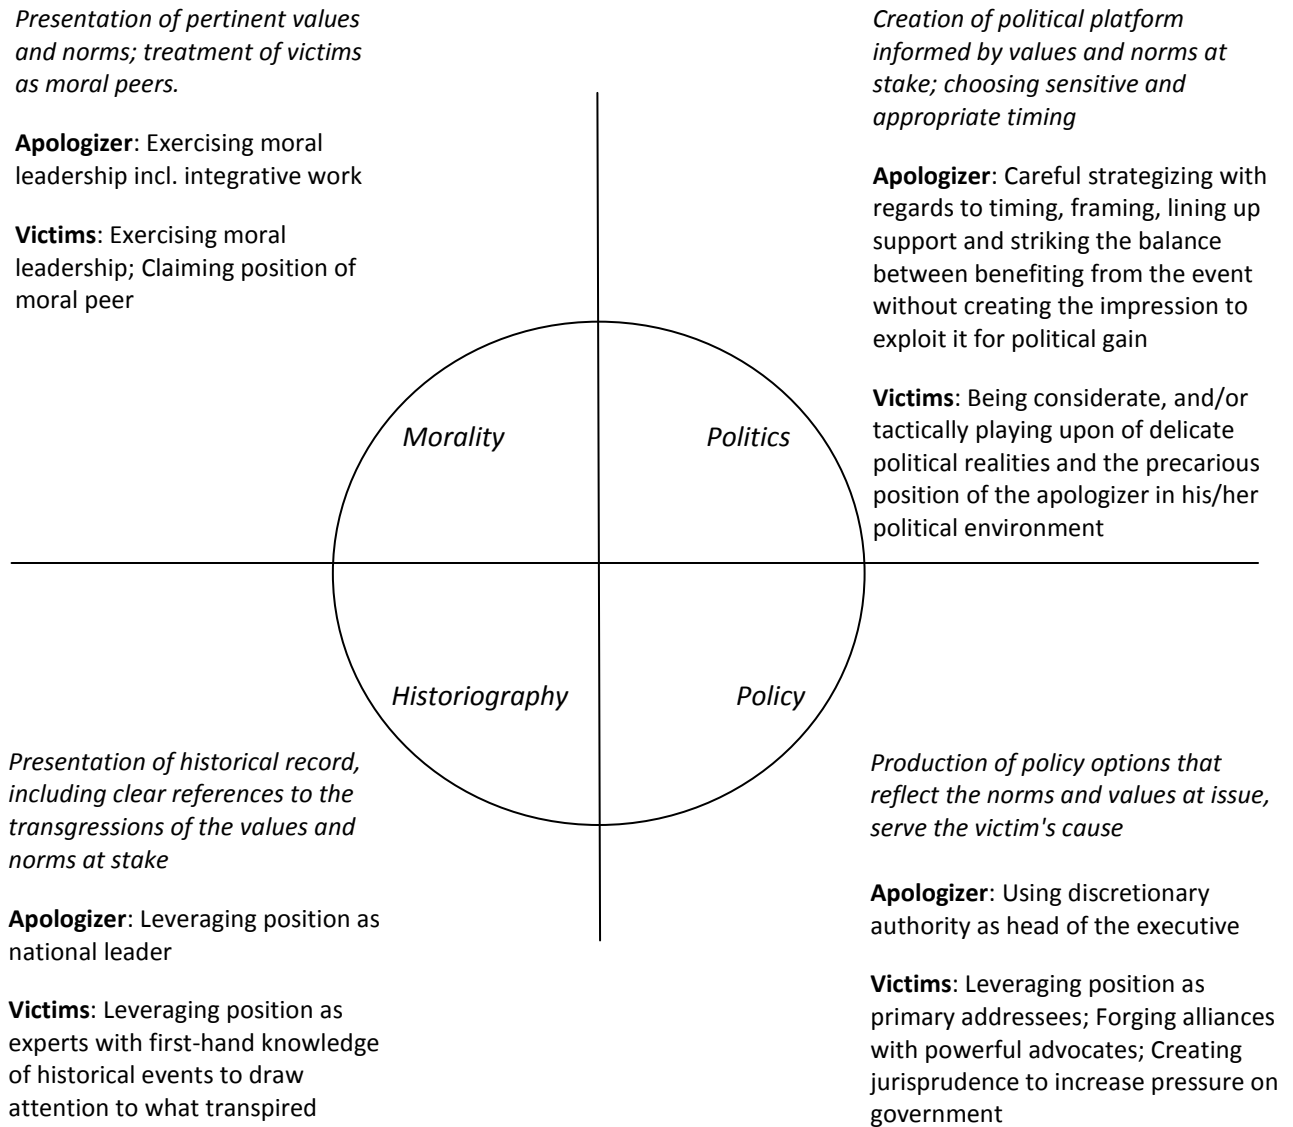 Presentation of pertinent values
and norms; treatment of victims
as moral peers.
Apologizer: Exercising moral
leadership incl. integrative work
Victims: Exercising moral
leadership; Claiming position of
moral peer
Creation of political platform
informed by values and norms at
stake; choosing sensitive and
appropriate timing
Apologizer: Careful strategizing with
regards to timing, framing, lining up
support and striking the balance
between benefiting from the event
without creating the impression to
exploit it for political gain
Victims: Being considerate, and/or
tactically playing upon of delicate
political realities and the precarious
position of the apologizer in his/her
political environment
Morality
Politics
Historiography
Policy
Presentation of historical record,
including clear references to the
transgressions of the values and
norms at stake
Apologizer: Leveraging position as
national leader
Victims: Leveraging position as
experts with first-hand knowledge
of historical events to draw
attention to what transpired
Production of policy options that
reflect the norms and values at issue,
serve the victim's cause
Apologizer: Using discretionary
authority as head of the executive
Victims: Leveraging position as
primary addressees; Forging alliances
with powerful advocates; Creating
jurisprudence to increase pressure on
government